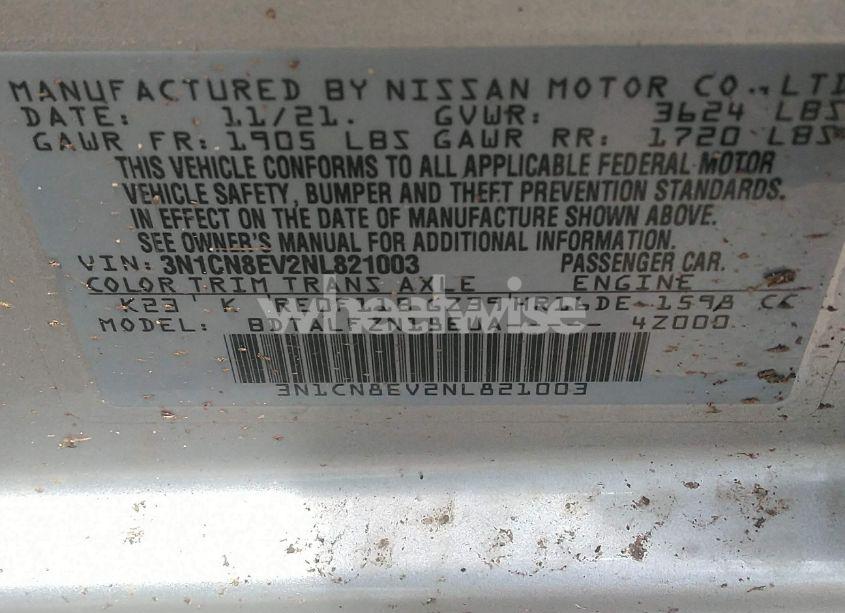 MANUFACTURED BY NISSAN MOTOR CO., LTD
DATE: 11/21. GVWR: 3624 LBS
GAWR FR: 1905 LBS GAWR RR: 1720 LBS
THIS VEHICLE CONFORMS TO ALL APPLICABLE FEDERAL MOTOR
VEHICLE SAFETY, BUMPER AND THEFT PREVENTION STANDARDS.
IN EFFECT ON THE DATE OF MANUFACTURE SHOWN ABOVE.
SEE OWNER'S MANUAL FOR ADDITIONAL INFORMATION
VIN: 3N1CN8EV2NL821003 PASSENGER CAR.
COLOR TRIM TRANS AXLE ENGINE
K23 K HR16DE-1598 CC
wheelwise
MODEL: 4Z000
3N1CN8EV2NL821003